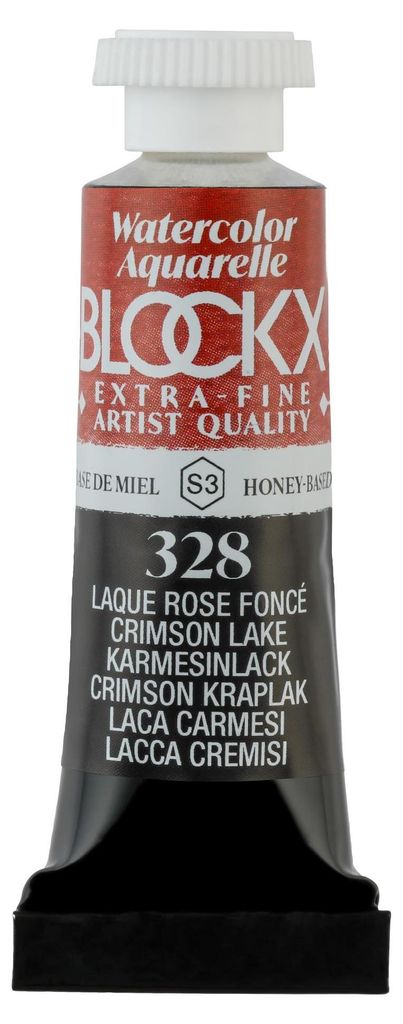 Watercolor
Aquarelle
BLOCKX
EXTRA-FINE
ARTIST QUALITY
DE MIEL S3 HONEY-BASED
328
LAQUE ROSE FONCÉ
CRIMSON LAKE
KARMESINLACK
CRIMSON KRAPLAK
LACA CARMESI
LACCA CREMISI